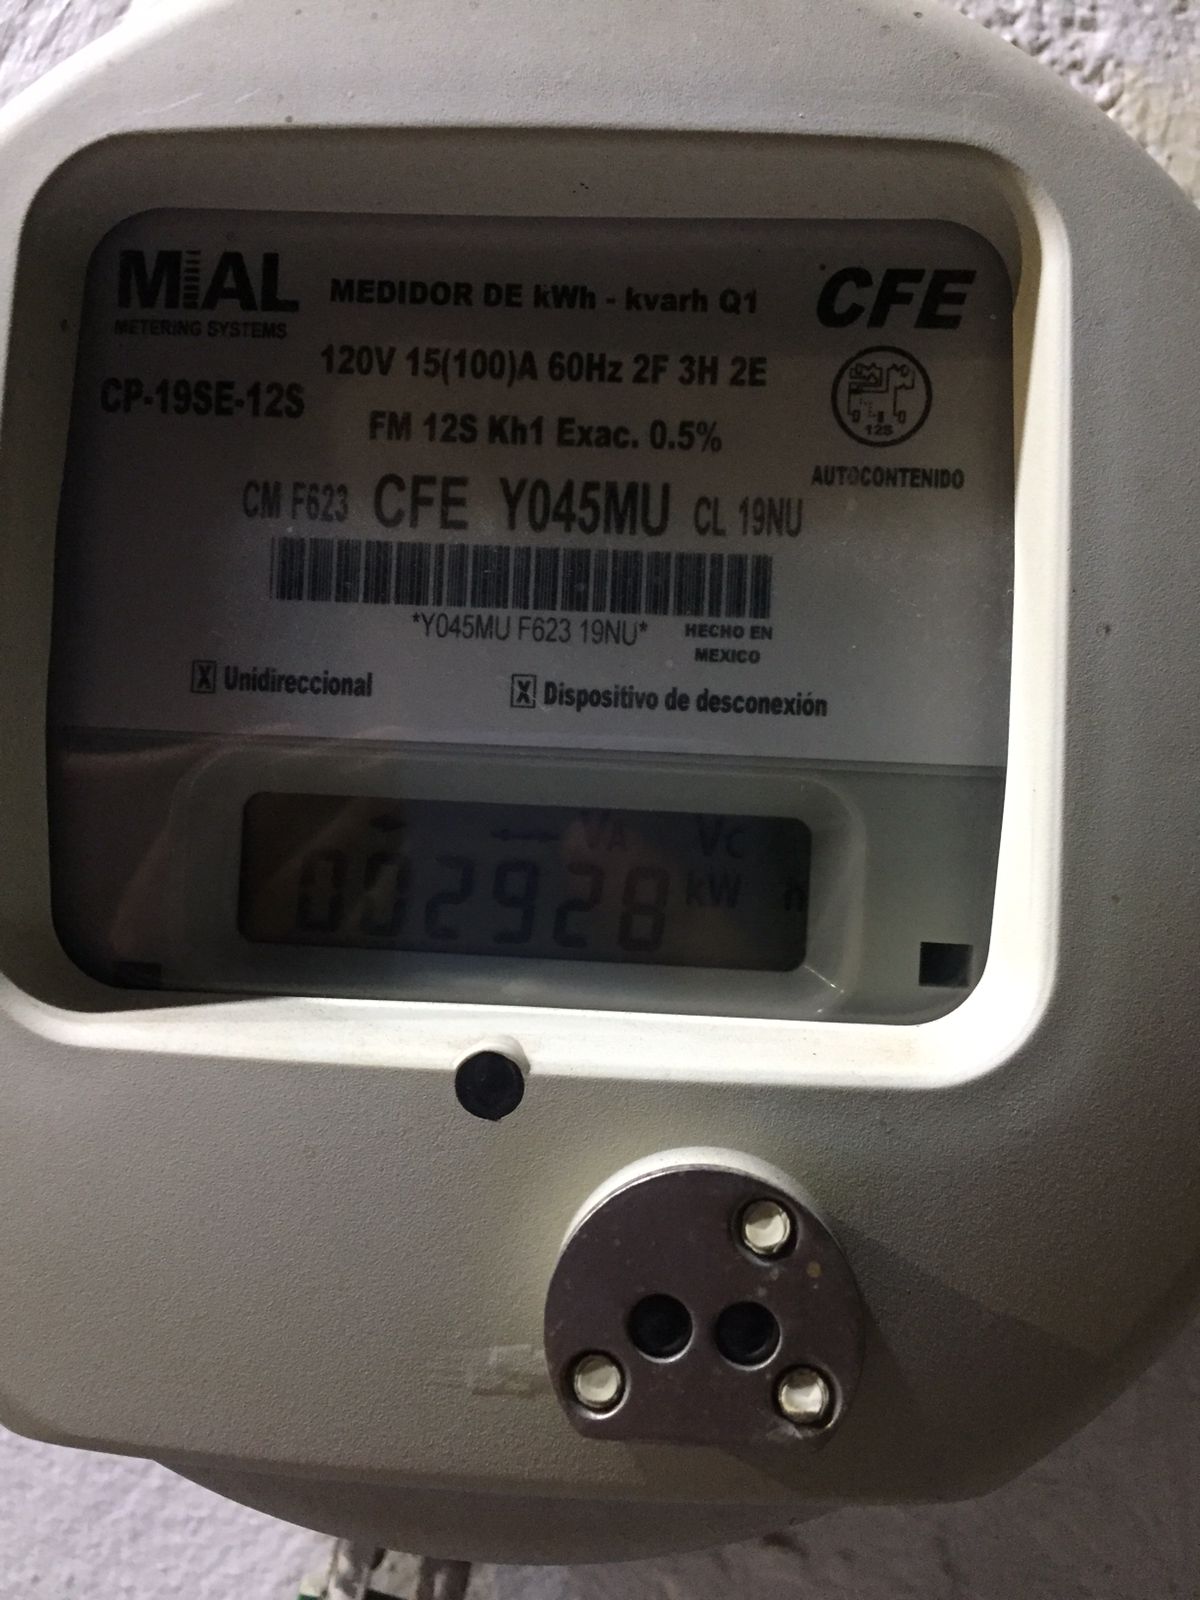 MIAL
METERING SYSTEMS
MEDIDOR DE kWh - kvarh Q1
CFE
120V 15(100)A 60Hz 2F 3H 2E
CP-19SE-12S
FM 12S Kh1 Exac. 0.5%
12S
AUTOCONTENIDO
CM F623 CFE Y045MU CL 19NU
*Y045MU F623 19NU*
HECHO EN
MEXICO
X Unidireccional
X Dispositivo de desconexión
VA VC
002928 kW h